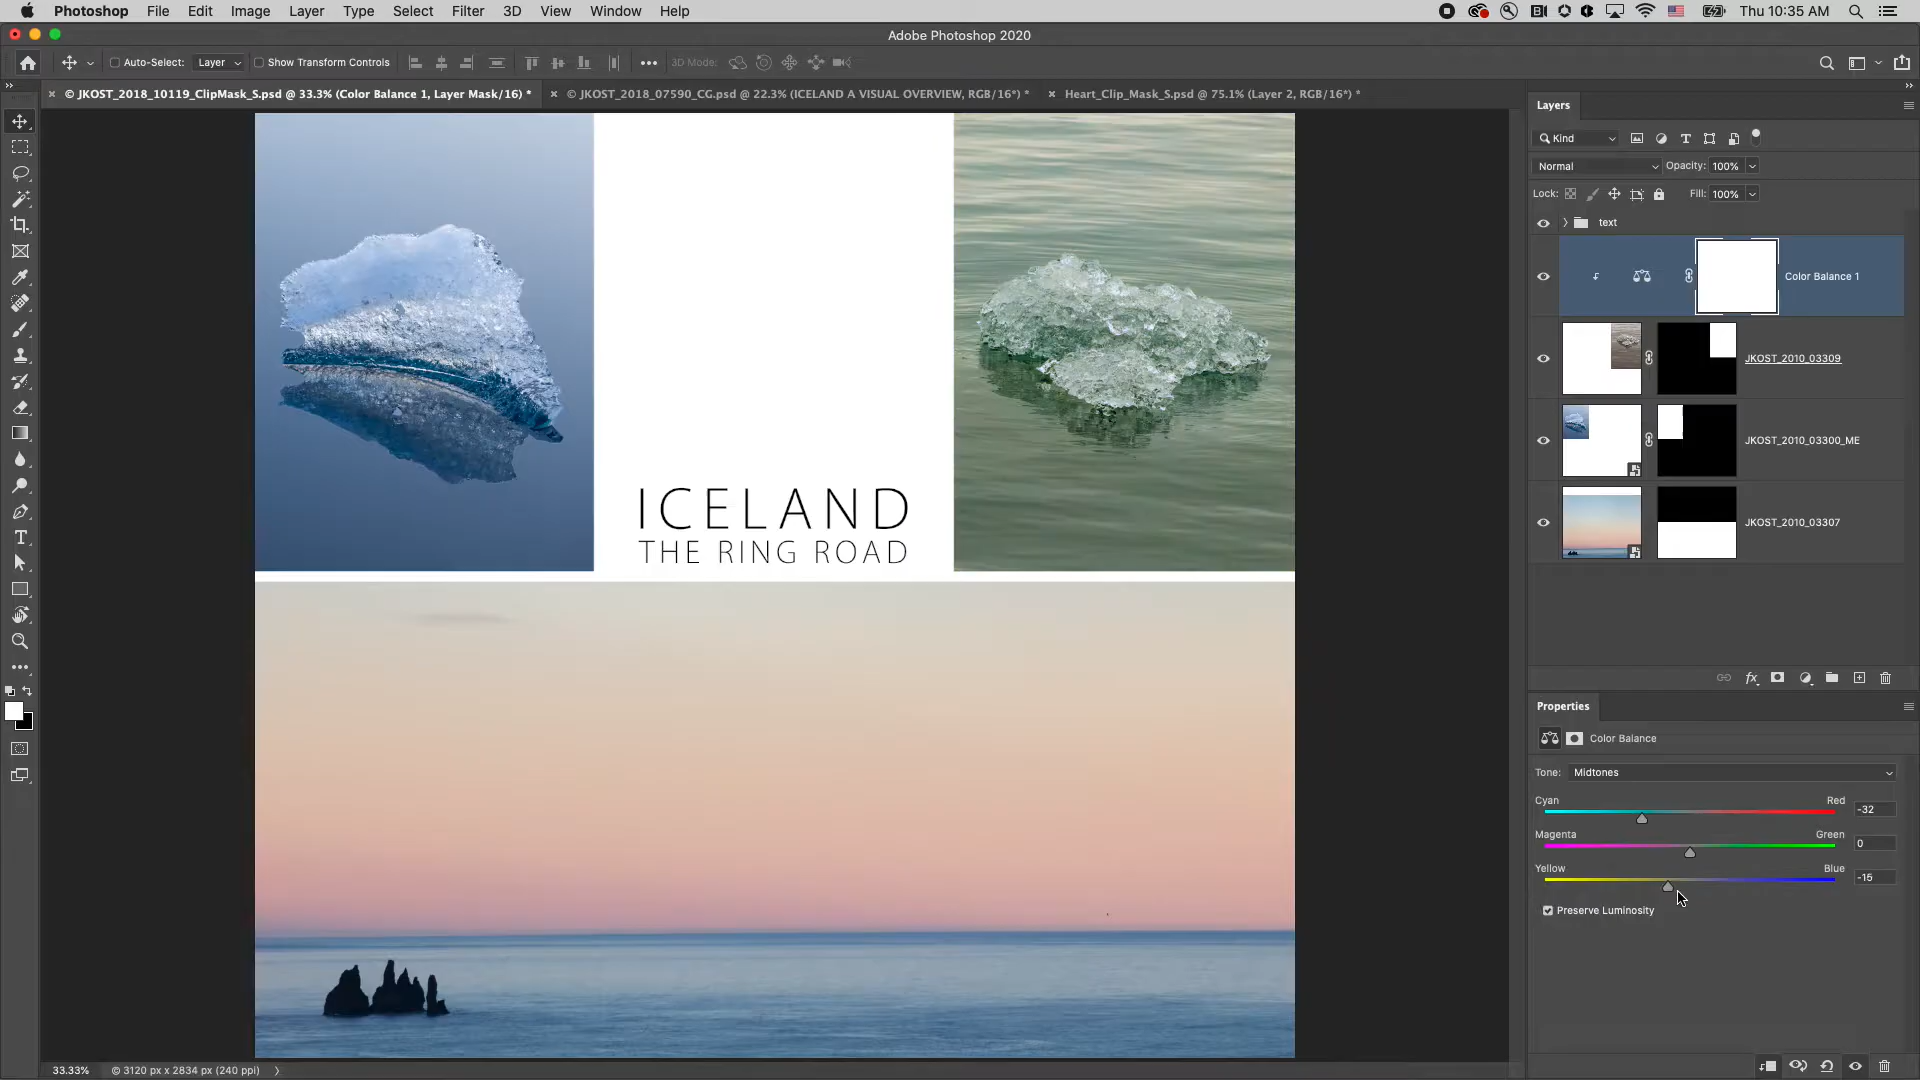 Photoshop File Edit Image Layer Type Select Filter 3D View Window Help Thu 10:35 AM
Adobe Photoshop 2020
Auto-Select: Layer Show Transform Controls 3D Mode:
© JKOST_2018_10119_ClipMask_S.psd @ 33.3% (Color Balance 1, Layer Mask/16) * © JKOST_2018_07590_CG.psd @ 22.3% (ICELAND A VISUAL OVERVIEW, RGB/16*) * Heart_Clip_Mask_S.psd @ 75.1% (Layer 2, RGB/16*) *
Layers
Kind
Normal Opacity: 100%
Lock: Fill: 100%
text
Color Balance 1
JKOST_2010_03309
JKOST_2010_03300_ME
JKOST_2010_03307
ICELAND
THE RING ROAD
Properties
Color Balance
Tone: Midtones
Cyan Red -32
Magenta Green 0
Yellow Blue -15
Preserve Luminosity
33.33% © 3120 px x 2834 px (240 ppi)